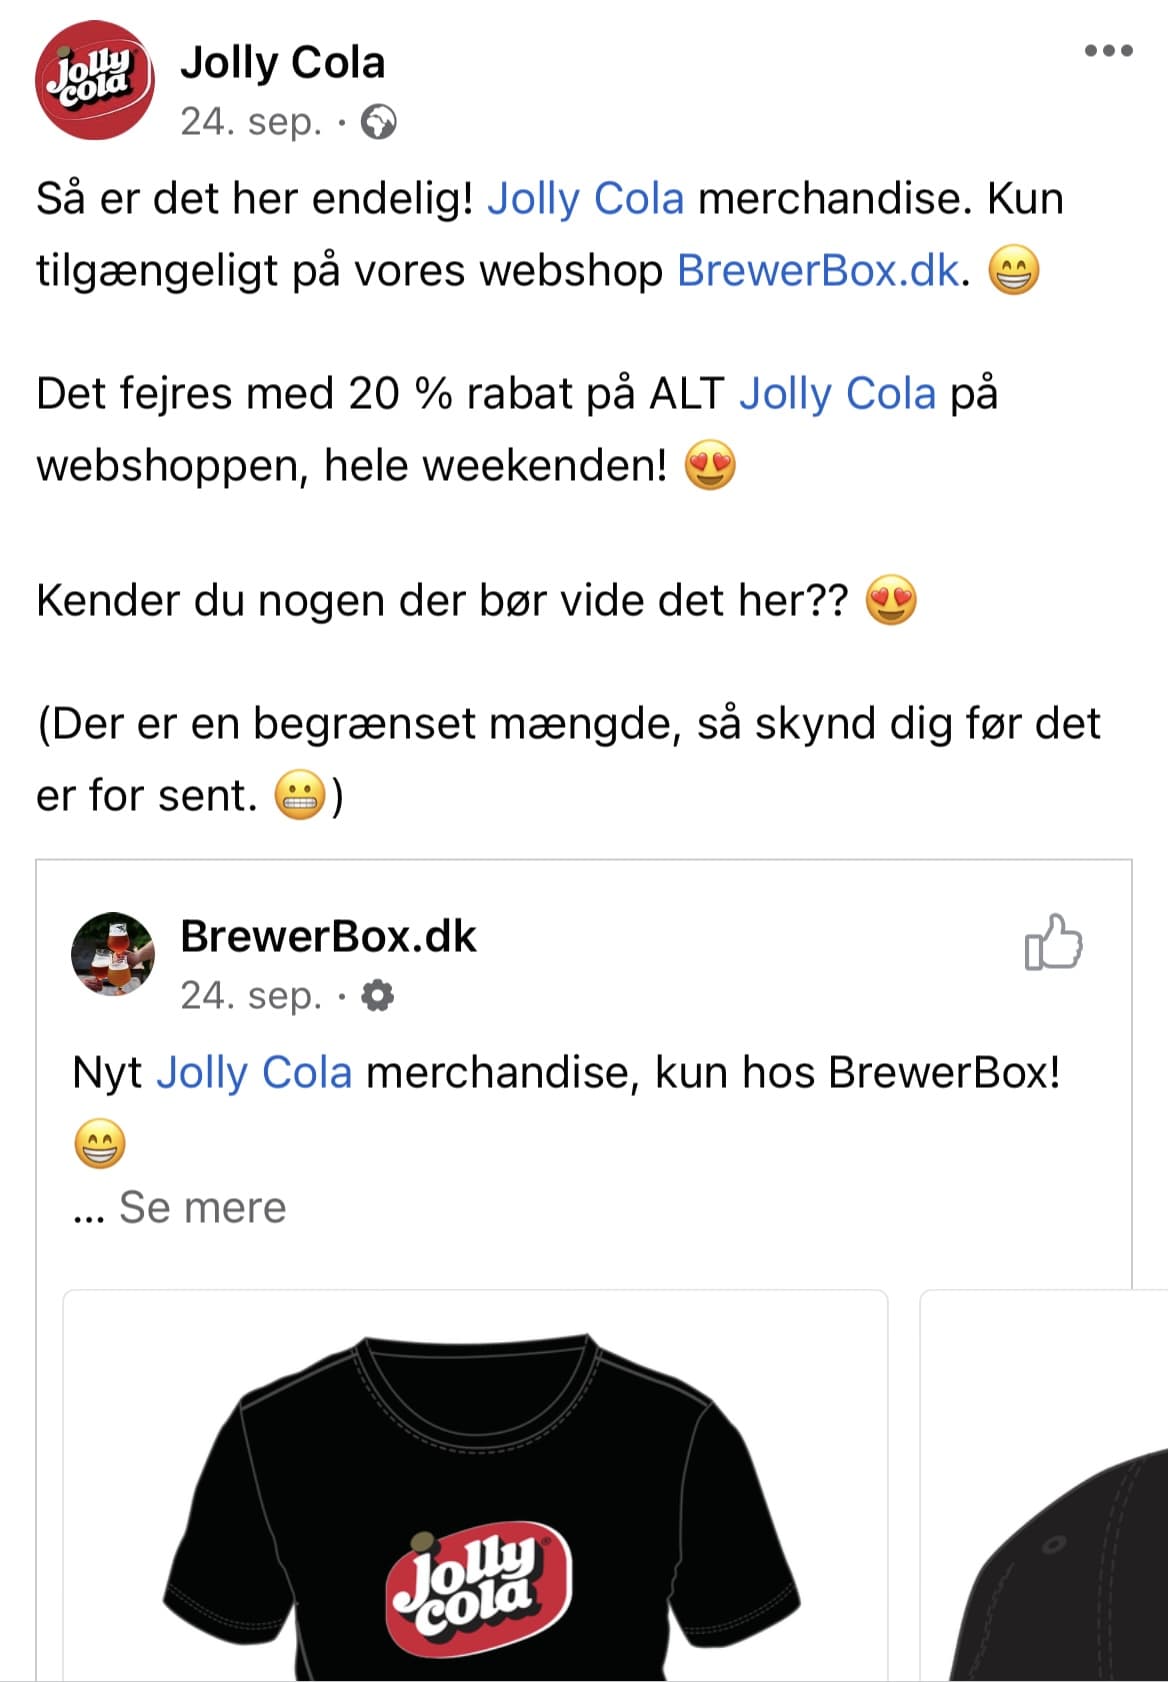 Jolly cola
Jolly Cola
24. sep. ·
Så er det her endelig! Jolly Cola merchandise. Kun
tilgængeligt på vores webshop BrewerBox.dk. 😁
Det fejres med 20 % rabat på ALT Jolly Cola på
webshoppen, hele weekenden! 😍
Kender du nogen der bør vide det her?? 😍
(Der er en begrænset mængde, så skynd dig før det
er for sent. 😬)
BrewerBox.dk
24. sep. ·
Nyt Jolly Cola merchandise, kun hos BrewerBox!
😁
... Se mere
Jolly
cola